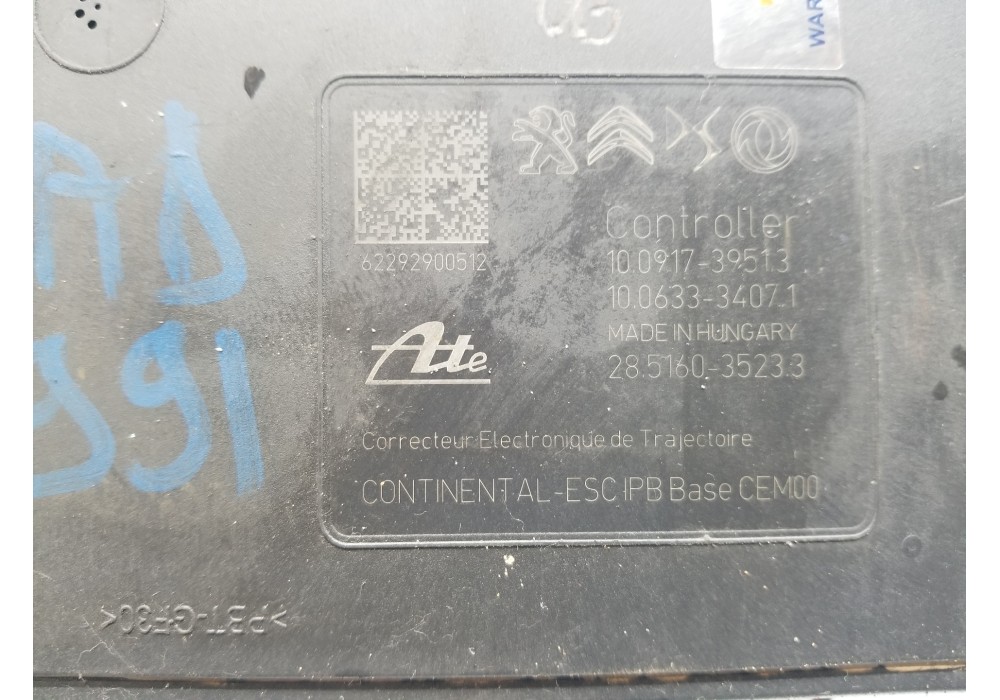 WAR
62292900512
Controller
10.0917-3951.3
10.0633-3407.1
MADE IN HUNGARY
28.5160-3523.3
Ate
Correcteur Electronique de Trajectoire
CONTINENTAL-ESC IPB Base CEM00
>PBT-GF30<